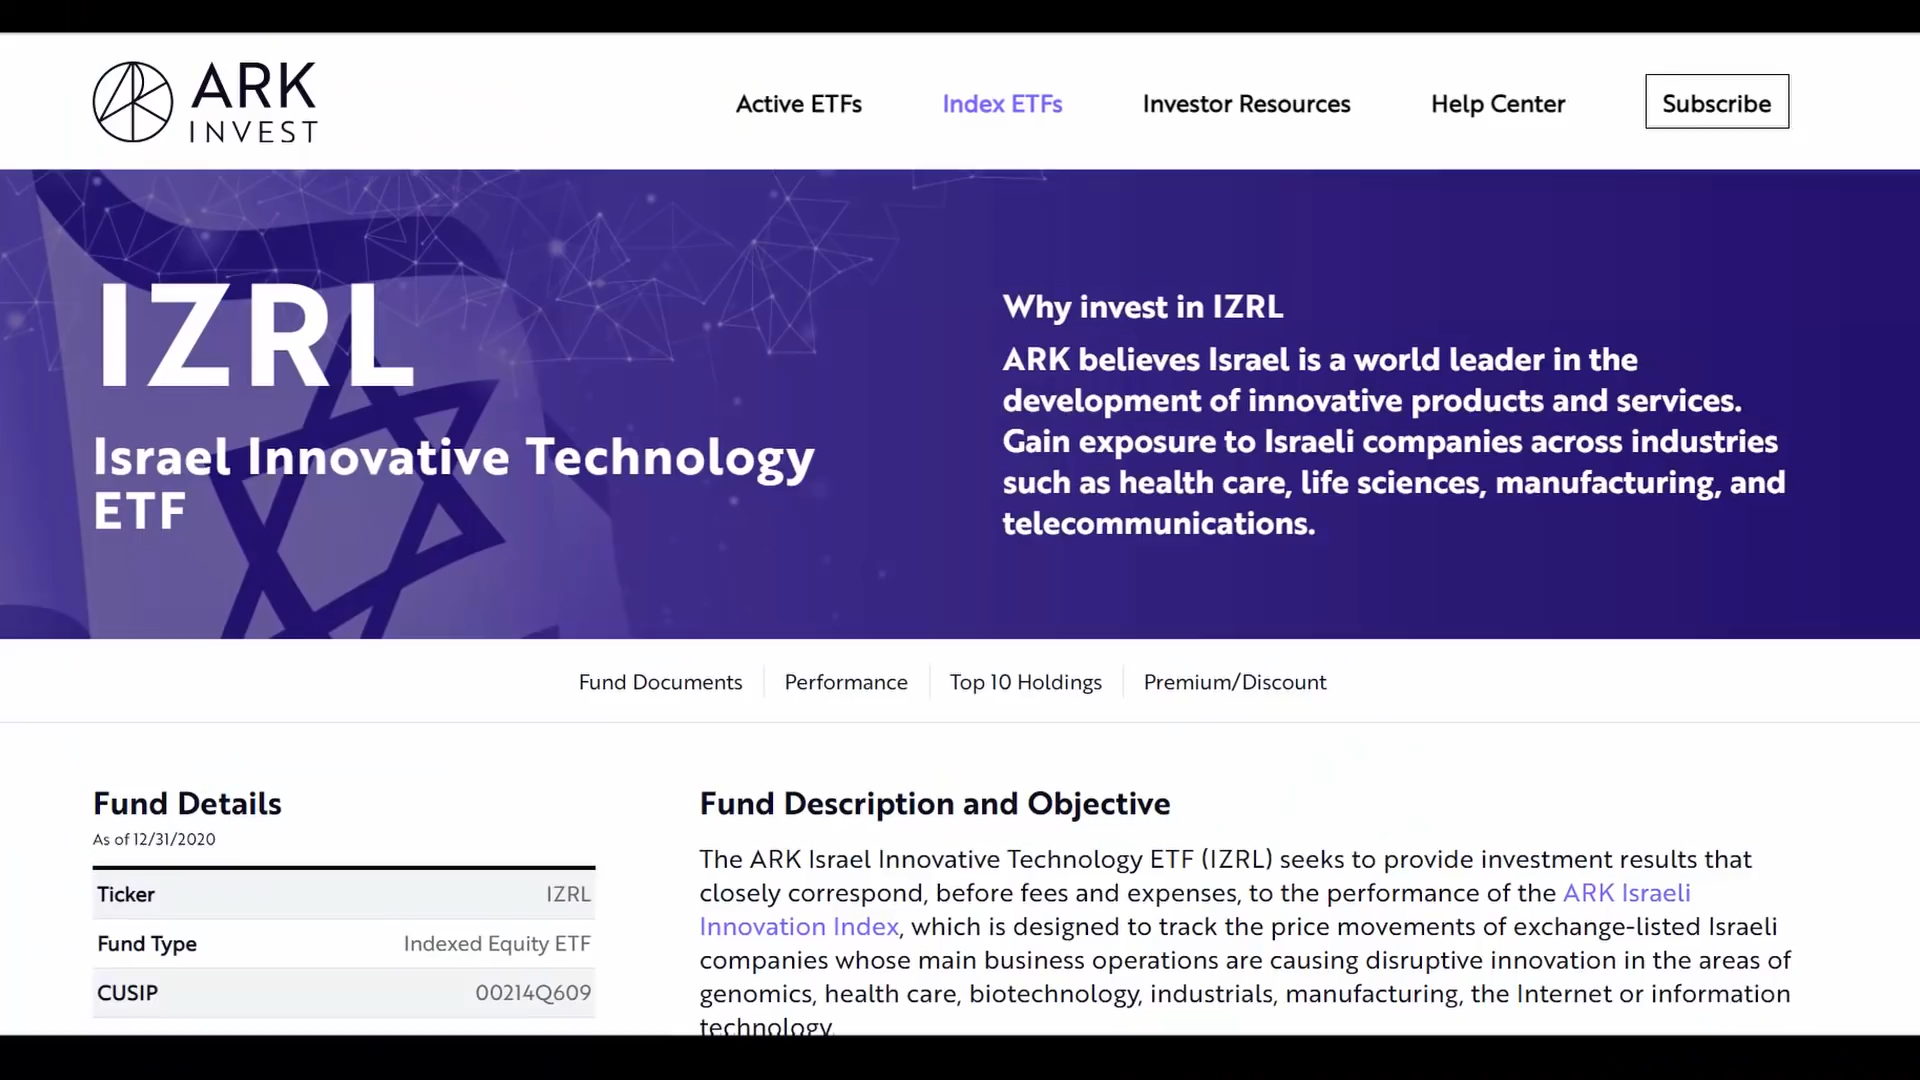 ARK
INVEST
Active ETFs
Index ETFs
Investor Resources
Help Center
Subscribe
IZRL
Israel Innovative Technology
ETF
Why invest in IZRL
ARK believes Israel is a world leader in the
development of innovative products and services.
Gain exposure to Israeli companies across industries
such as health care, life sciences, manufacturing, and
telecommunications.
Fund Documents
Performance
Top 10 Holdings
Premium/Discount
Fund Details
As of 12/31/2020
Ticker IZRL
Fund Type Indexed Equity ETF
CUSIP 00214Q609
Fund Description and Objective
The ARK Israel Innovative Technology ETF (IZRL) seeks to provide investment results that
closely correspond, before fees and expenses, to the performance of the ARK Israeli
Innovation Index, which is designed to track the price movements of exchange-listed Israeli
companies whose main business operations are causing disruptive innovation in the areas of
genomics, health care, biotechnology, industrials, manufacturing, the Internet or information
technology.